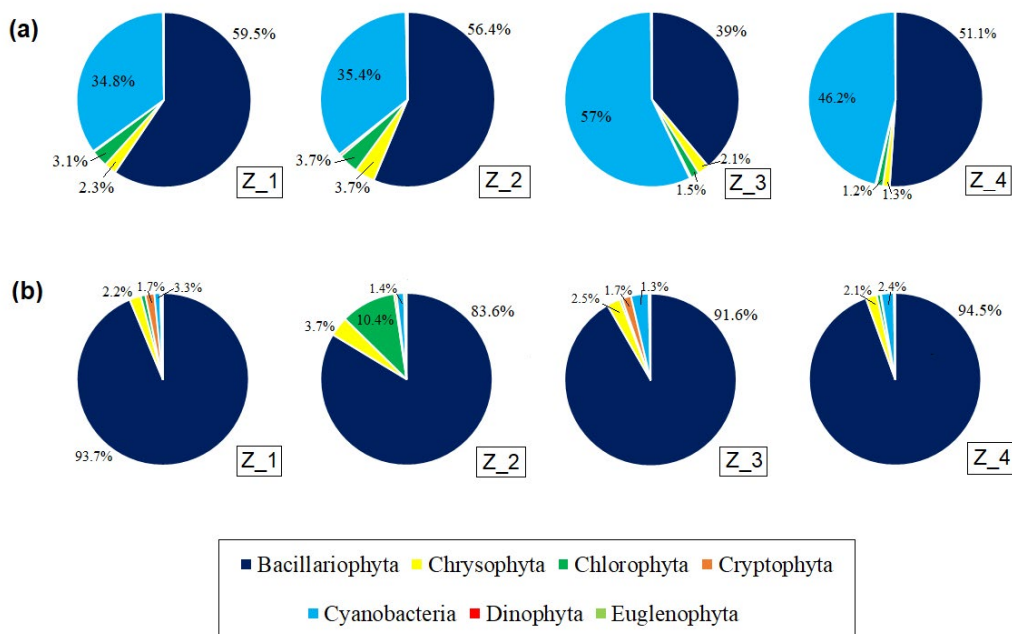 (a)
59.5%
34.8%
3.1%
2.3%
Z_1
56.4%
35.4%
3.7%
3.7%
Z_2
39%
57%
2.1%
1.5%
Z_3
51.1%
46.2%
1.2%
1.3%
Z_4
(b)
2.2%
1.7%
3.3%
93.7%
Z_1
1.4%
83.6%
3.7%
10.4%
Z_2
1.7%
1.3%
2.5%
91.6%
Z_3
2.1%
2.4%
94.5%
Z_4
Bacillariophyta Chrysophyta Chlorophyta Cryptophyta
Cyanobacteria Dinophyta Euglenophyta